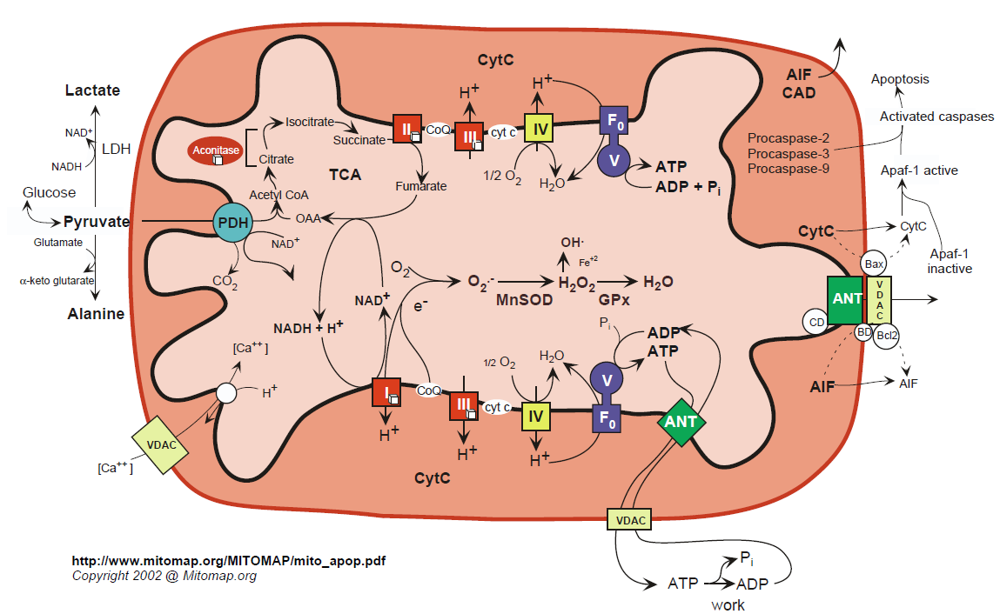 Lactate
NAD+
LDH
NADH
Glucose
Pyruvate
Glutamate
α-keto glutarate
Alanine
Aconitase
Isocitrate
Citrate
Acetyl CoA
PDH
OAA
NAD+
CO2
TCA
Succinate
Fumarate
II
CoQ
III
cyt c
IV
F0
V
H+
H+
CytC
1/2 O2
H2O
ATP
ADP + Pi
AIF
CAD
Procaspase-2
Procaspase-3
Procaspase-9
Apoptosis
Activated caspases
Apaf-1 active
CytC
CytC
Apaf-1
inactive
Bax
ANT
VDAC
CD
BD
Bcl2
AIF
AIF
O2
e-
O2.-
MnSOD
OH·
Fe+2
H2O2
GPx
H2O
NAD+
NADH + H+
[Ca++]
H+
VDAC
[Ca++]
I
CoQ
III
cyt c
IV
F0
V
H+
H+
H+
CytC
1/2 O2
H2O
Pi
ADP
ATP
ANT
VDAC
ATP
Pi
ADP
work
http://www.mitomap.org/MITOMAP/mito_apop.pdf
Copyright 2002 @ Mitomap.org